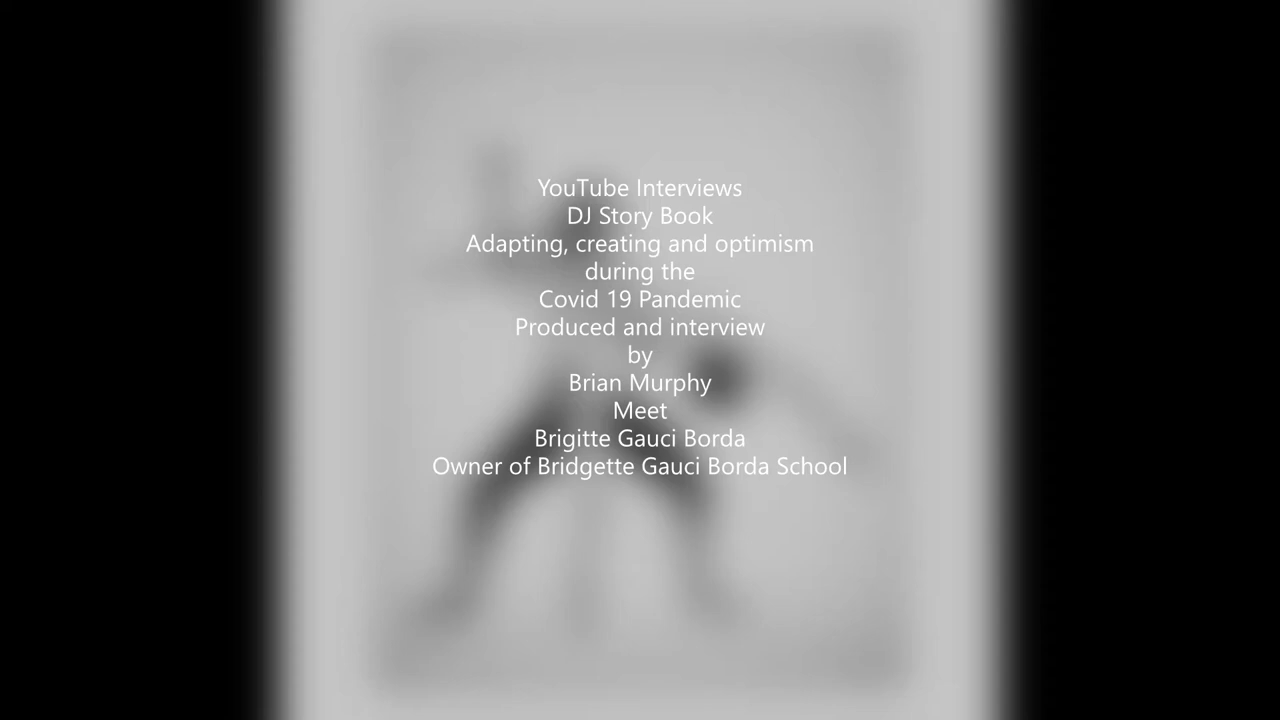 YouTube Interviews
DJ Story Book
Adapting, creating and optimism
during the
Covid 19 Pandemic
Produced and interview
by
Brian Murphy
Meet
Brigitte Gauci Borda
Owner of Bridgette Gauci Borda School